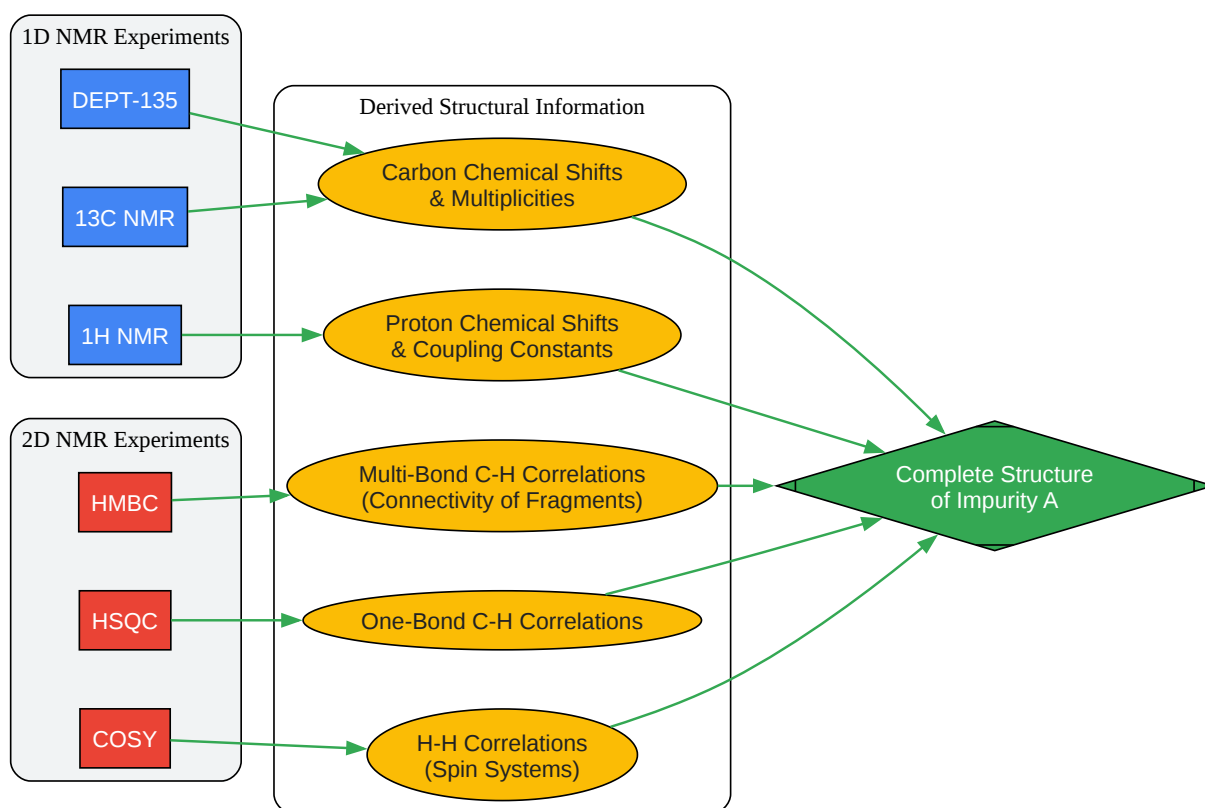 1D NMR Experiments
DEPT-135
13C NMR
1H NMR
2D NMR Experiments
HMBC
HSQC
COSY
Derived Structural Information
Carbon Chemical Shifts
& Multiplicities
Proton Chemical Shifts
& Coupling Constants
Multi-Bond C-H Correlations
(Connectivity of Fragments)
One-Bond C-H Correlations
H-H Correlations
(Spin Systems)
Complete Structure
of Impurity A